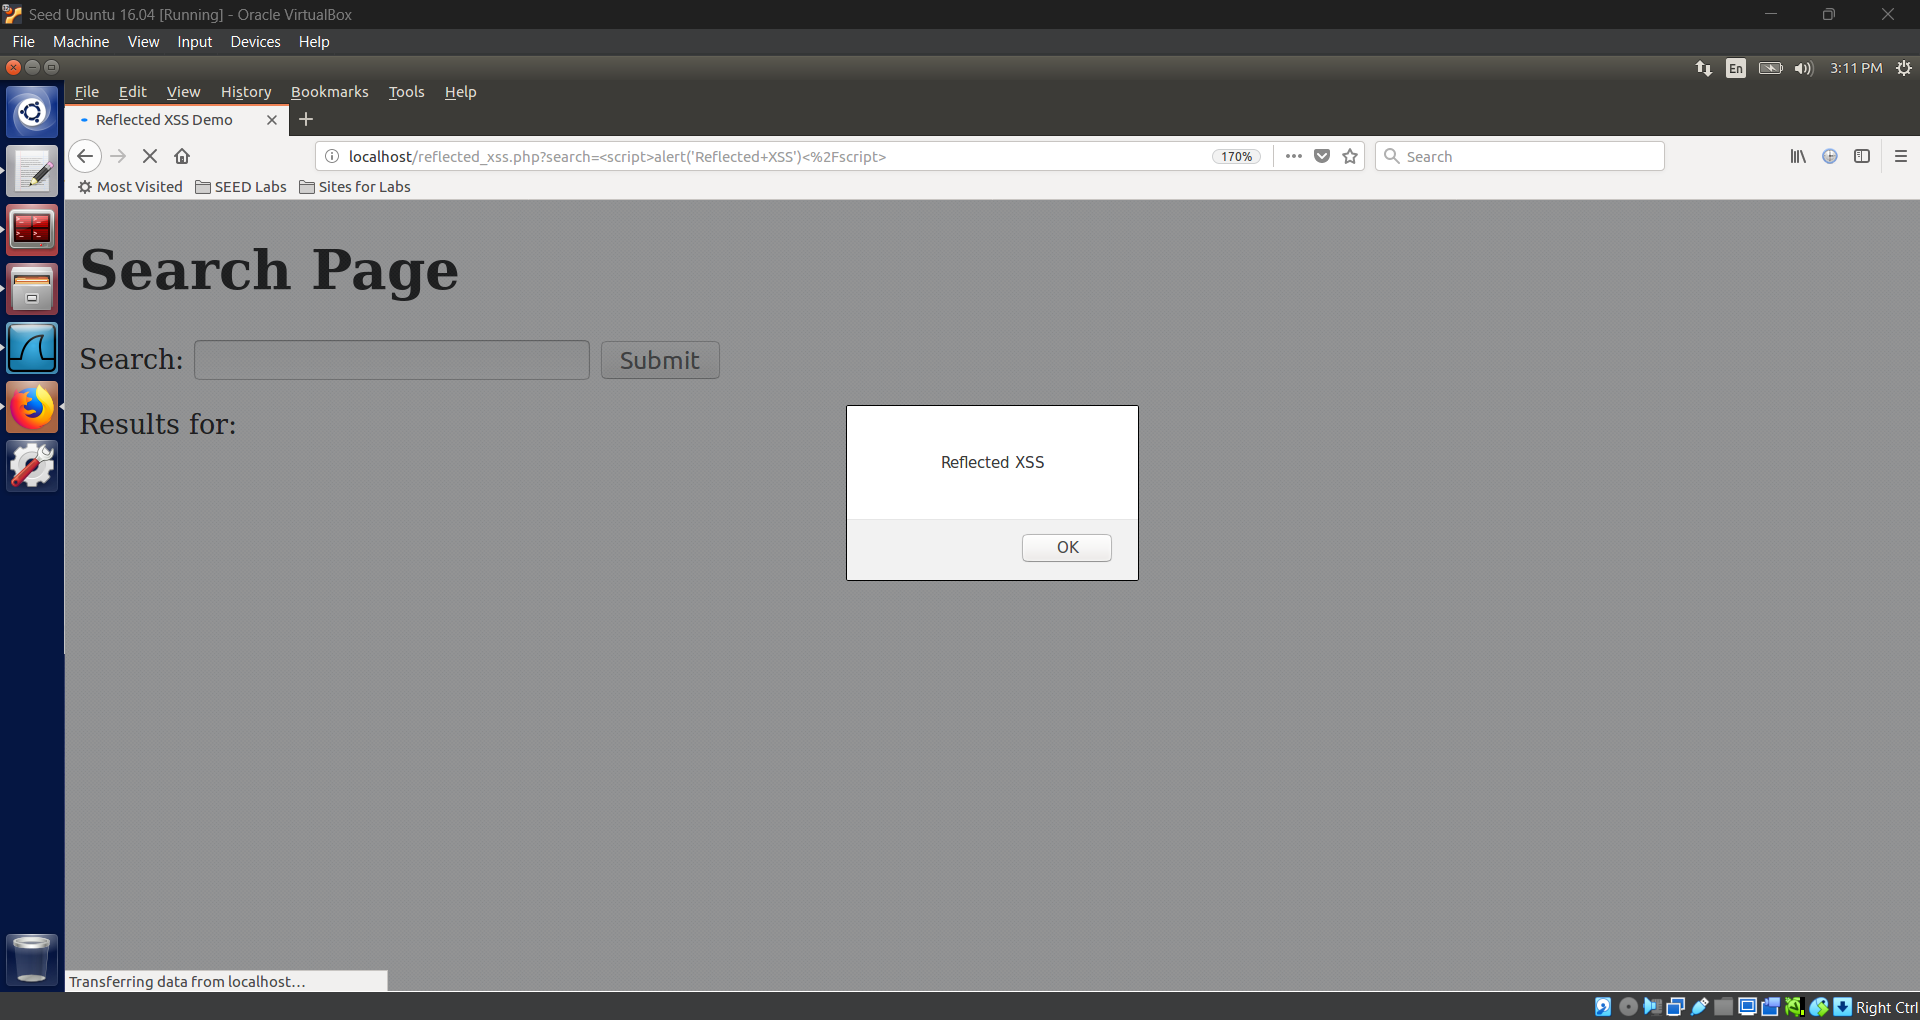 Seed Ubuntu 16.04 [Running] - Oracle VirtualBox
File Machine View Input Devices Help
En 3:11 PM
File Edit View History Bookmarks Tools Help
Reflected XSS Demo
localhost/reflected_xss.php?search=<script>alert('Reflected+XSS')<%2Fscript> 170% Search
Most Visited SEED Labs Sites for Labs
Search Page
Search: Submit
Results for:
Reflected XSS
OK
Transferring data from localhost...
Right Ctrl